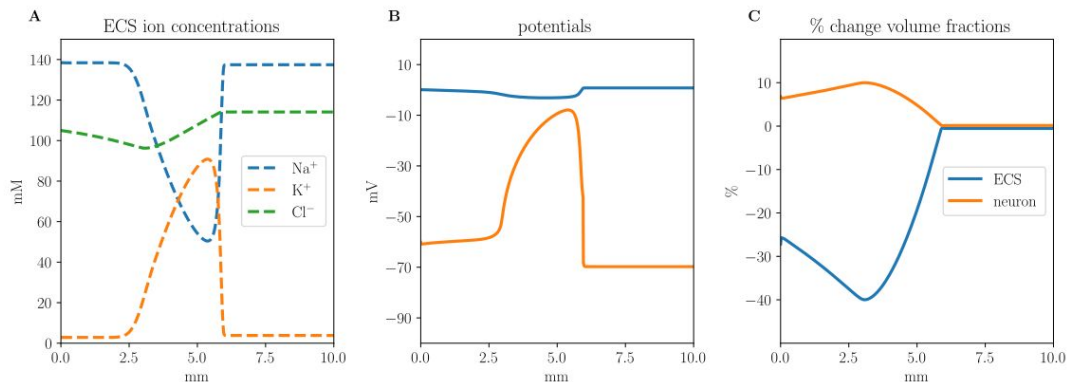 A
ECS ion concentrations
140
120
100
80
60
40
20
0
mM
0.0
2.5
5.0
7.5
10.0
mm
Na⁺
K⁺
Cl⁻
B
potentials
10
−10
−30
−50
−70
−90
mV
0.0
2.5
5.0
7.5
10.0
mm
C
% change volume fractions
20
10
0
−10
−20
−30
−40
%
0.0
2.5
5.0
7.5
10.0
mm
ECS
neuron